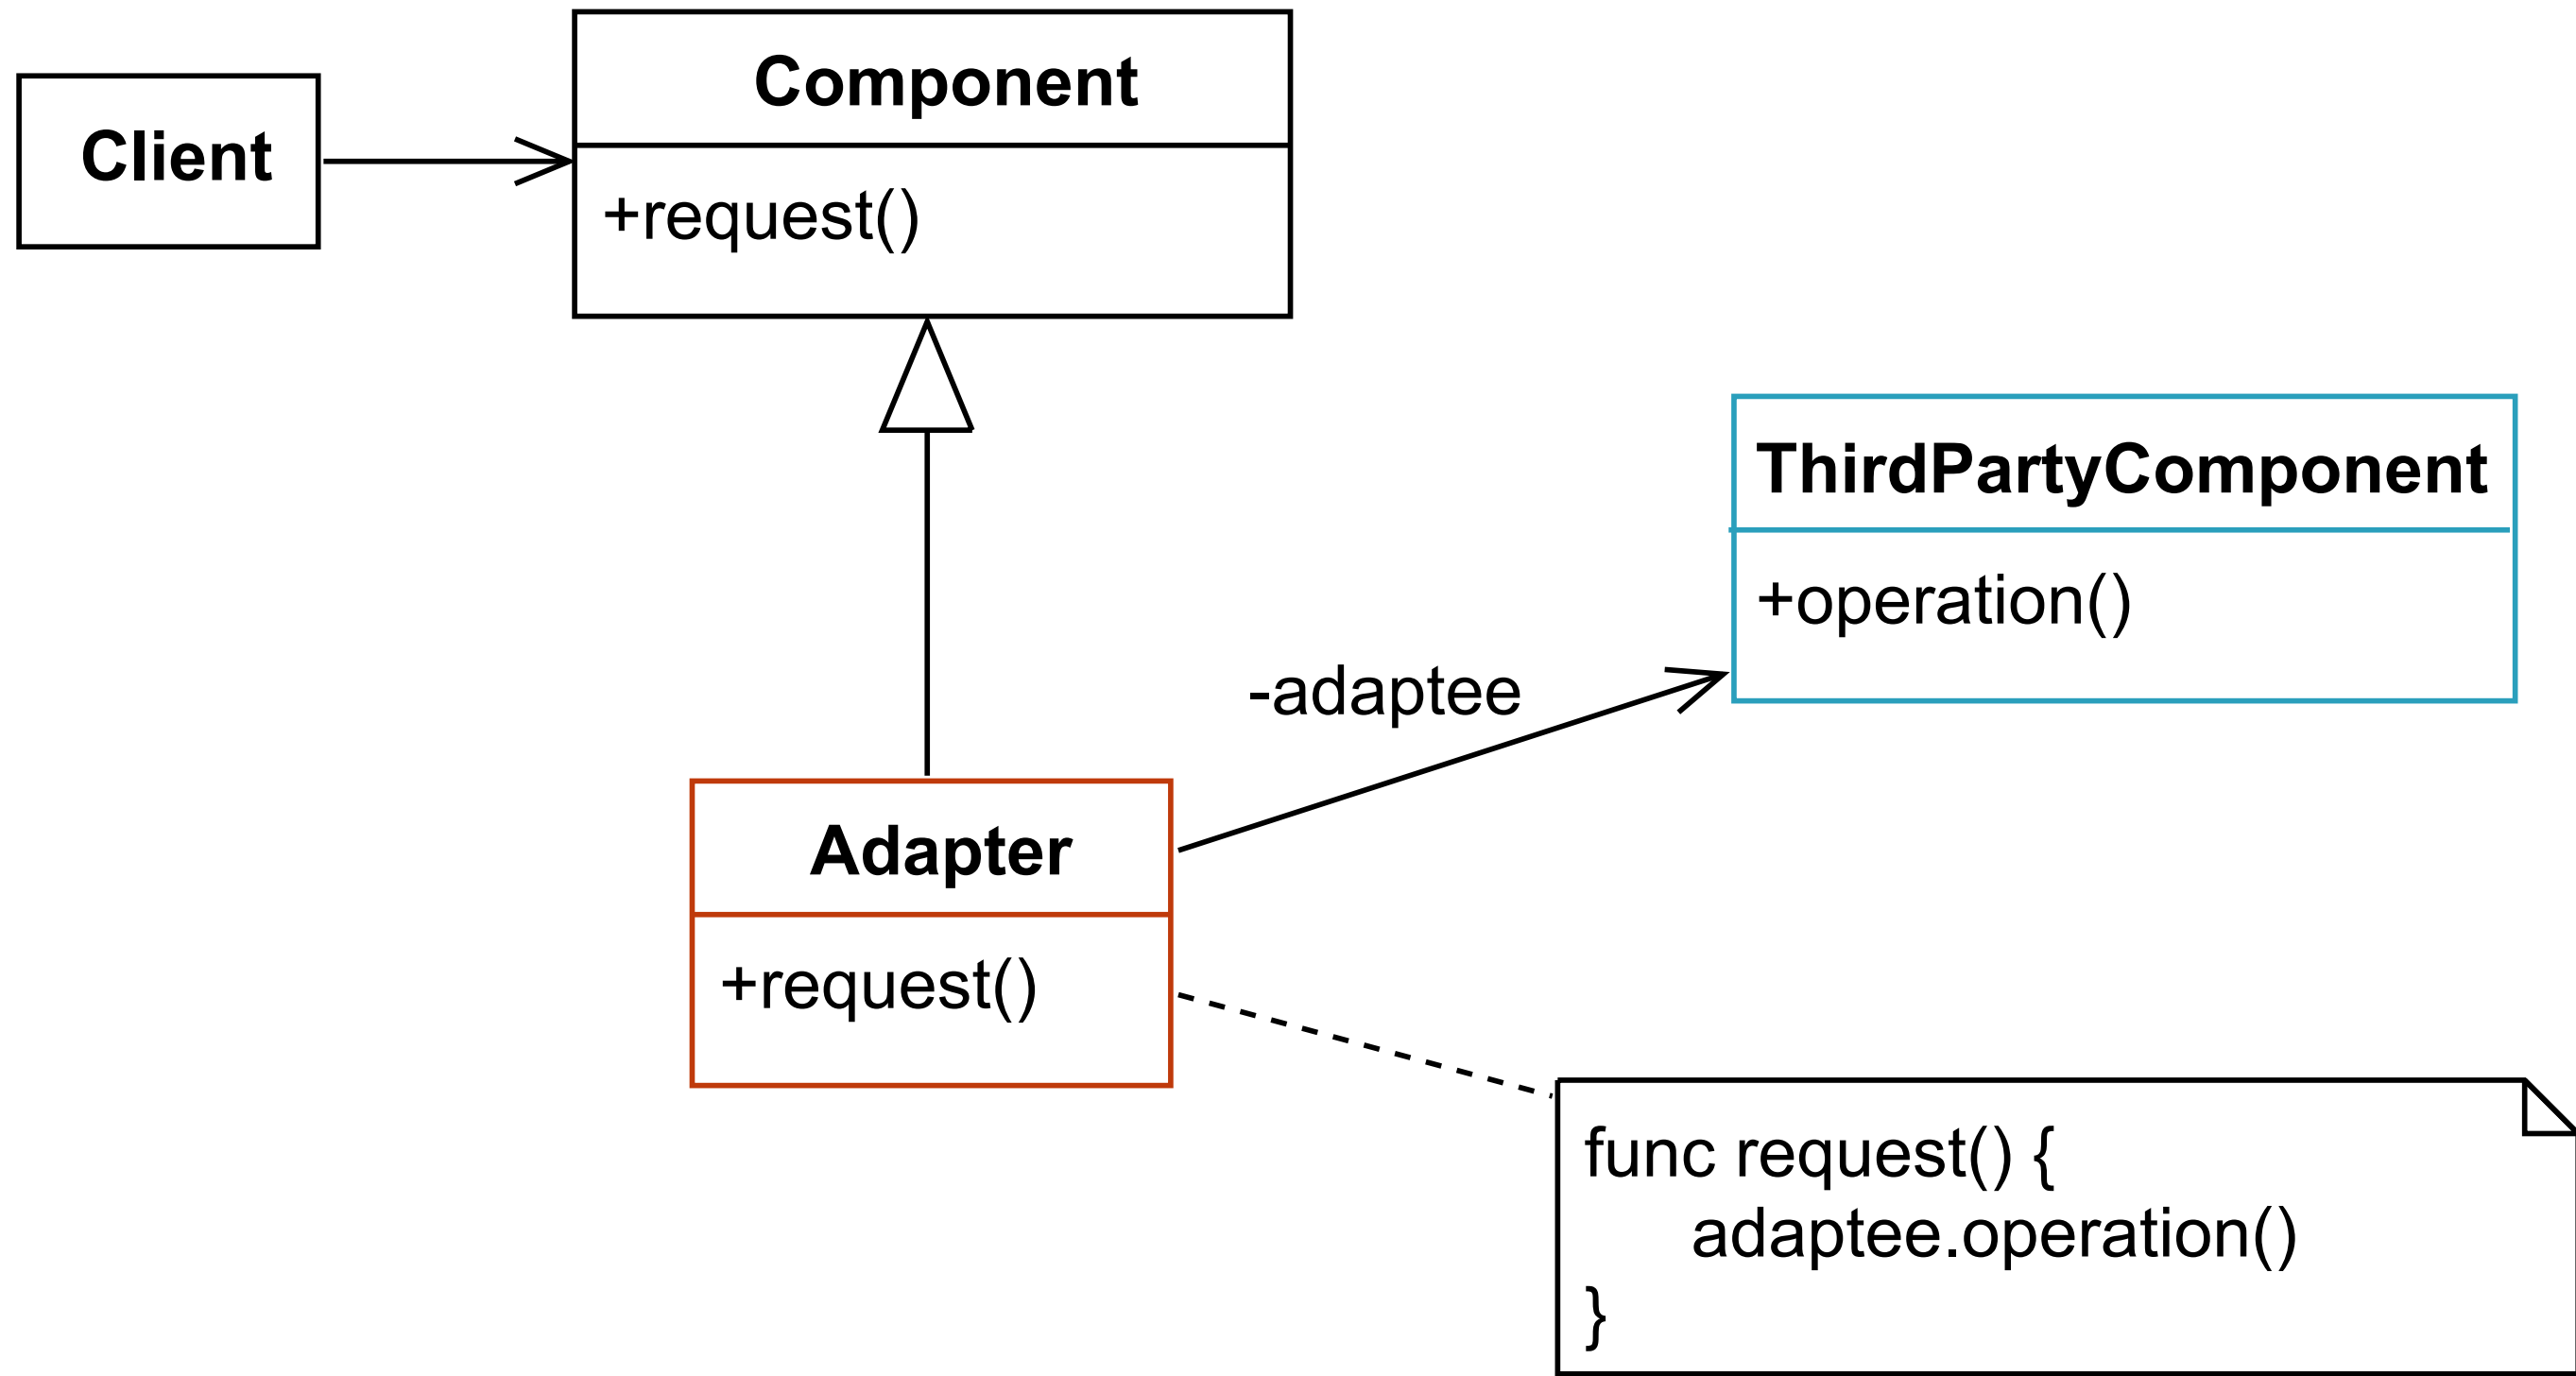 Component
Client
+request()
ThirdPartyComponent
+operation()
-adaptee
Adapter
+request()
func request() {
adaptee.operation()
}